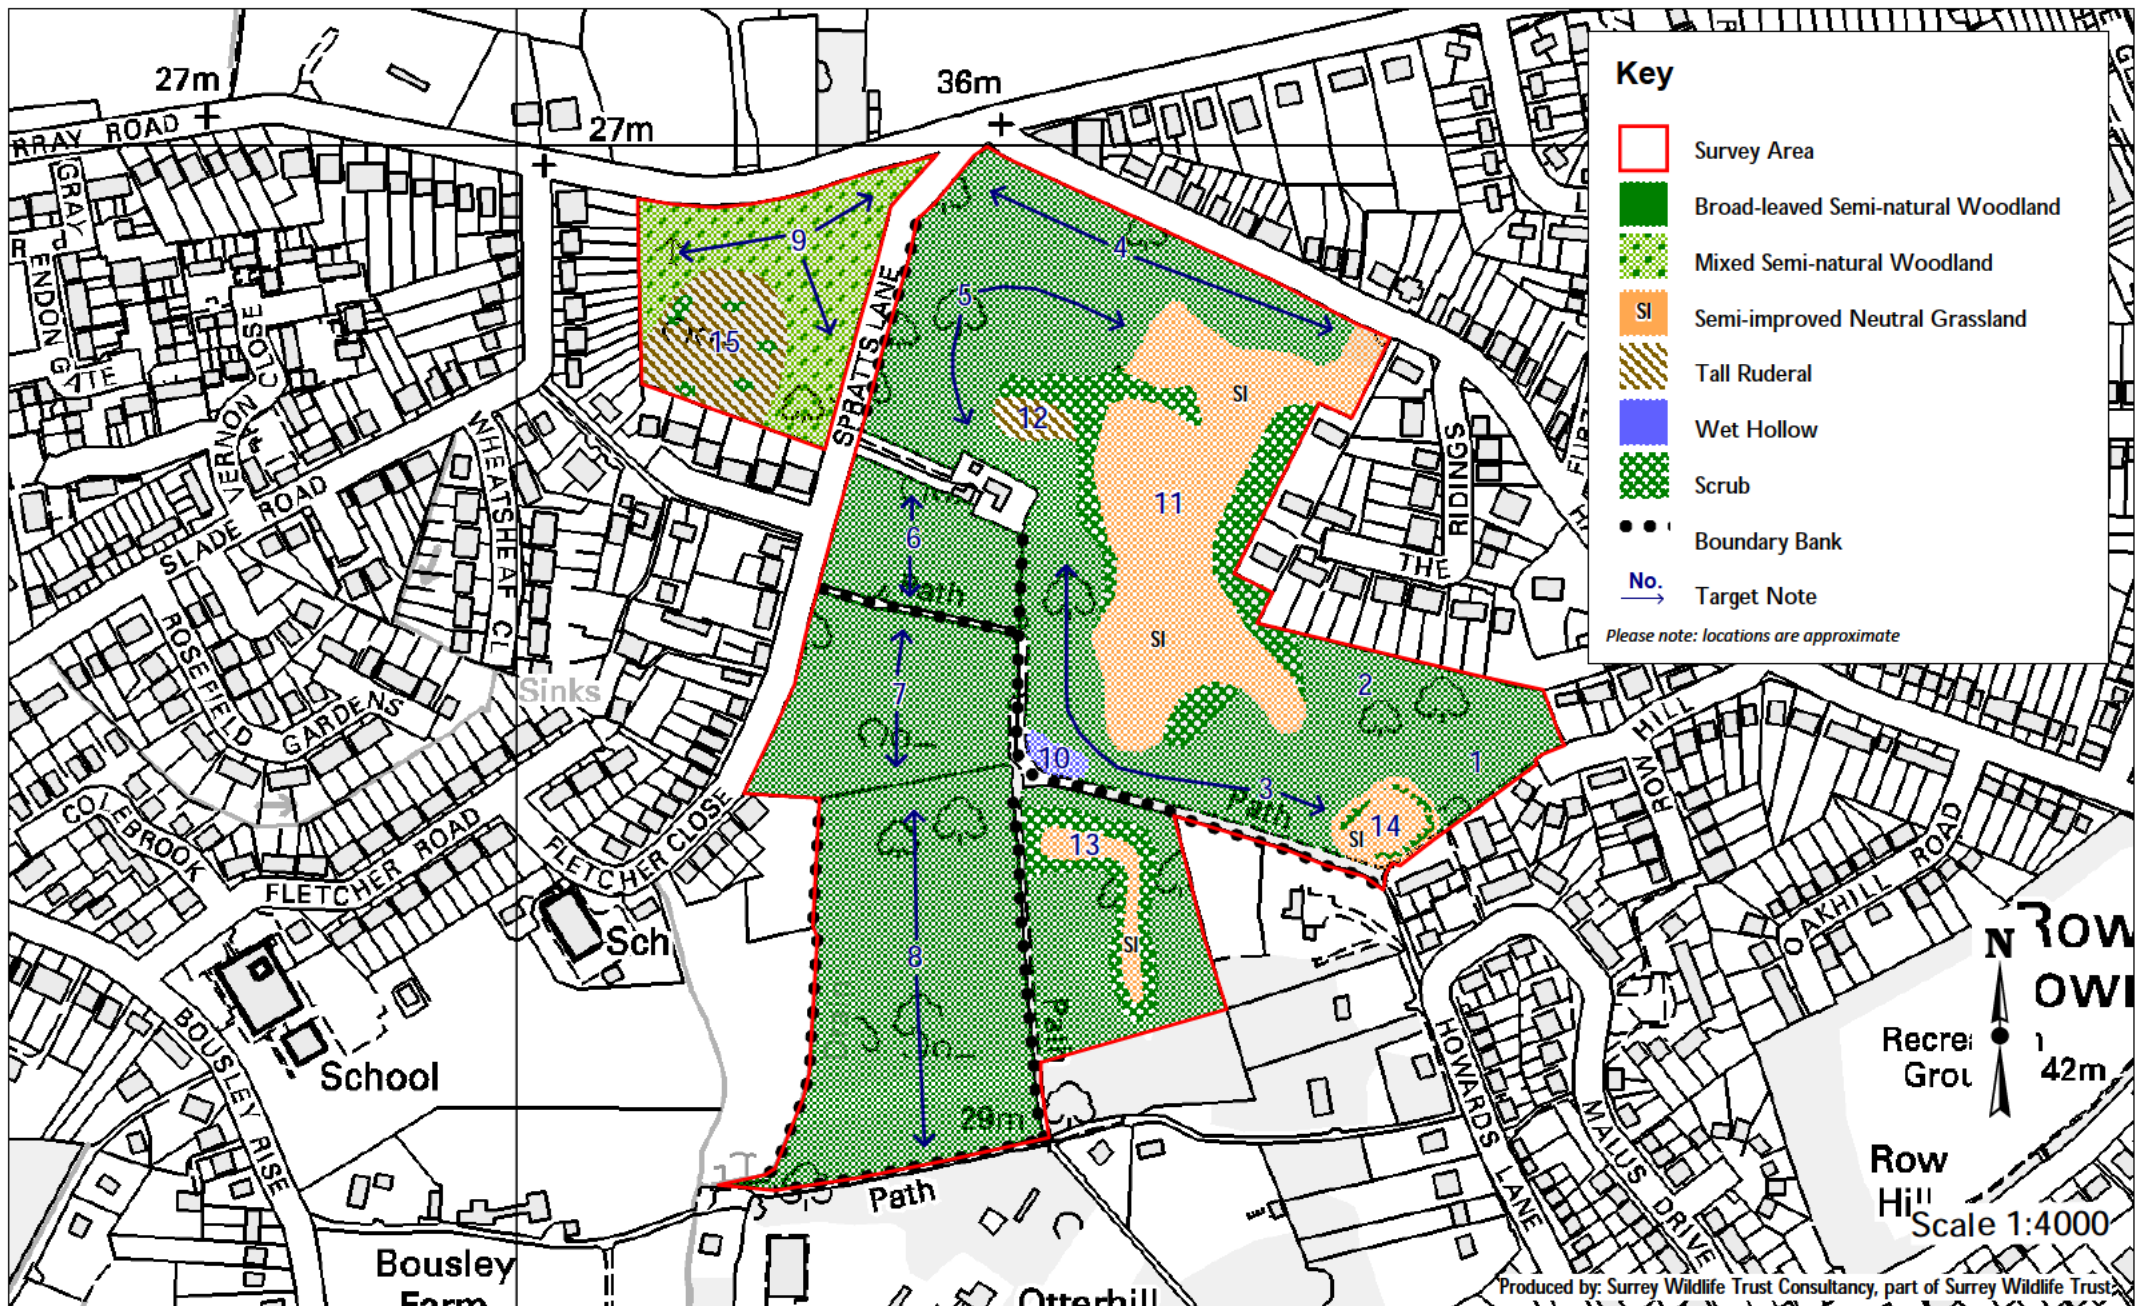 27m
36m
27m
RRAY ROAD
GRAY
R
ENDON
GATE
VERNON CLOSE
SLADE ROAD
WHEATSHEAF CL
ROSEFIELD
GARDENS
COLEBROOK
FLETCHER ROAD
FLETCHER CLOSE
Sinks
Sch
School
BOUSLEY RISE
Bousley
Farm
SPRATTS LANE
9
15
4
5
12
SI
11
6
Path
SI
7
2
10
1
3
Path
SI
14
13
SI
8
Path
29m
Path
Otterhill
THE
RIDINGS
HILL
MOR
OAKHILL ROAD
HOWARDS LANE
MALUS DRIVE
Row
N
Recrea
Grou
42m
Row
Hill
Scale 1:4000
Key
Survey Area
Broad-leaved Semi-natural Woodland
Mixed Semi-natural Woodland
SI Semi-improved Neutral Grassland
Tall Ruderal
Wet Hollow
Scrub
Boundary Bank
No. Target Note
Please note: locations are approximate
Produced by: Surrey Wildlife Trust Consultancy, part of Surrey Wildlife Trust